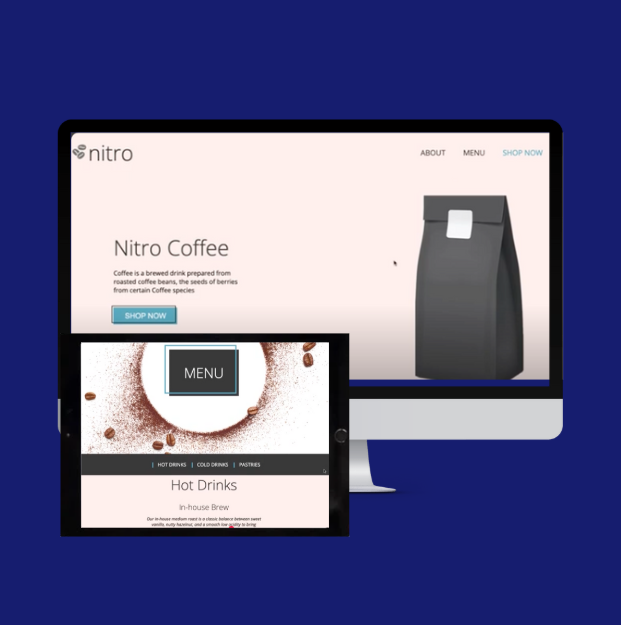 nitro
ABOUT MENU SHOP NOW
Nitro Coffee
Coffee is a brewed drink prepared from
roasted coffee beans, the seeds of berries
from certain Coffee species
SHOP NOW
MENU
| HOT DRINKS | COLD DRINKS | PASTRIES
Hot Drinks
In-house Brew
Our in-house medium roast is a classic balance between sweet
vanilla, nutty hazelnut, and a smooth low acidity to bring